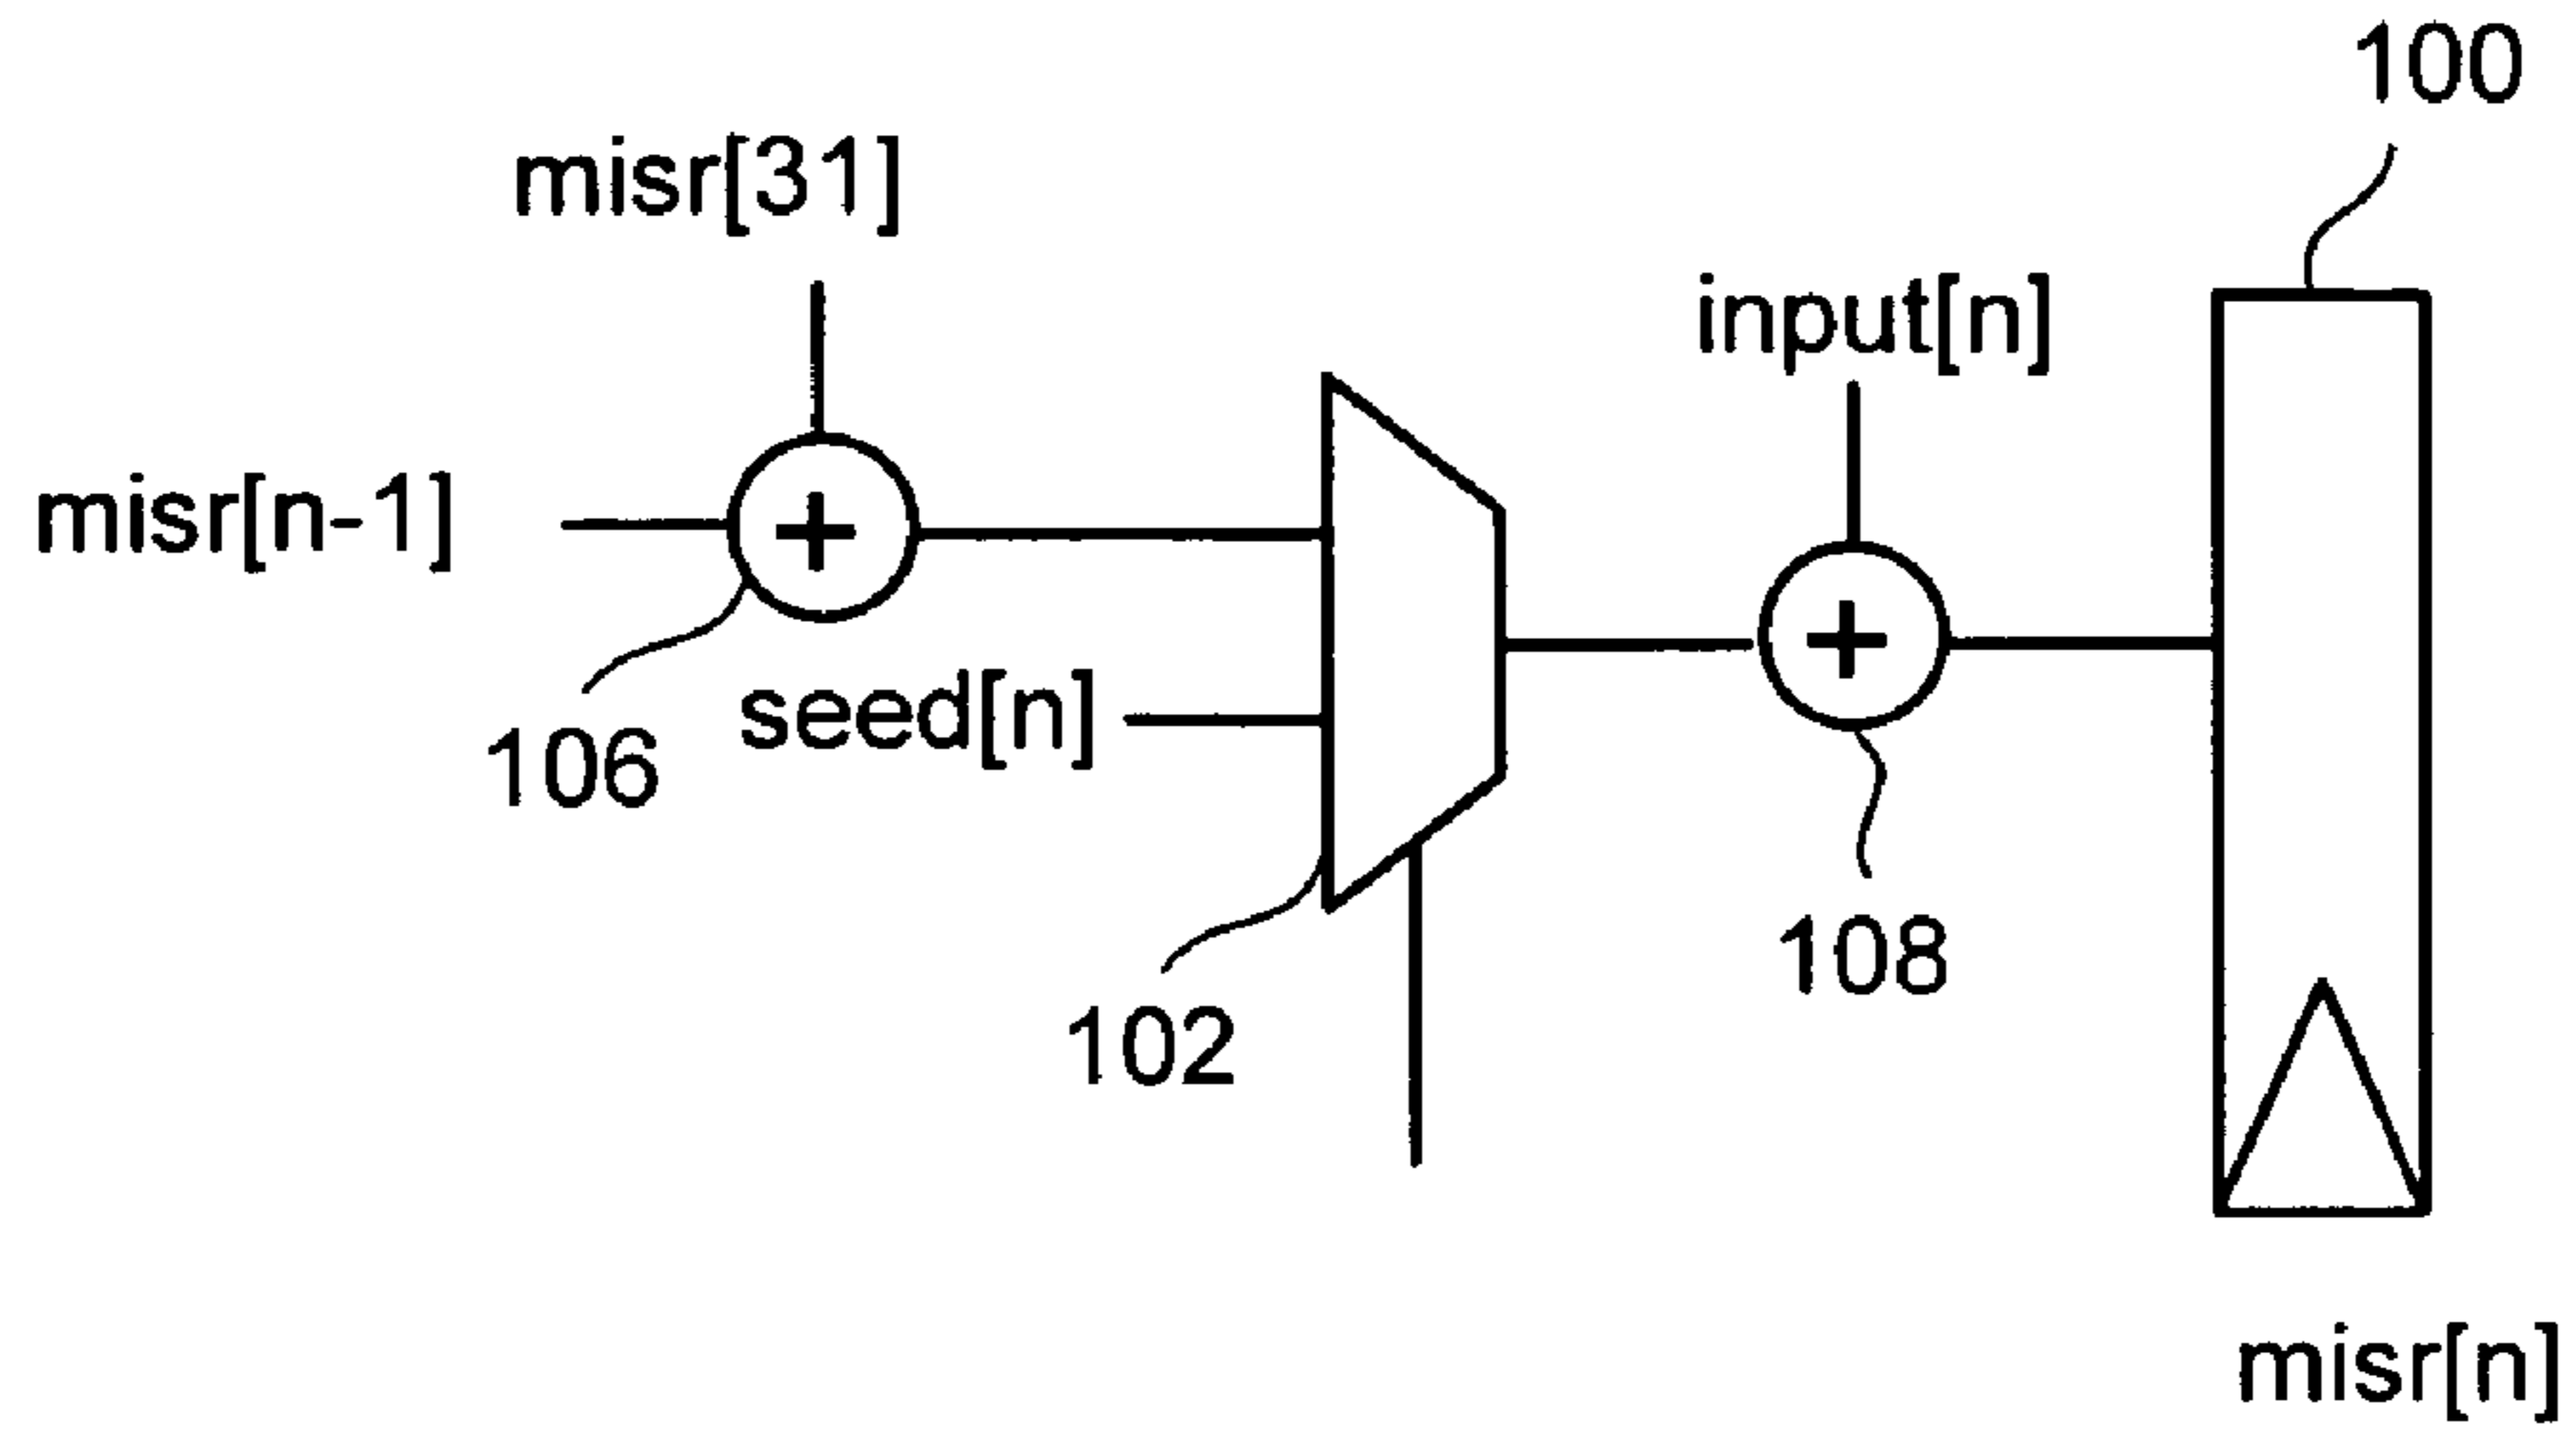 100
misr[31]
input[n]
misr[n-1]
+
+
seed[n]
106
108
102
misr[n]